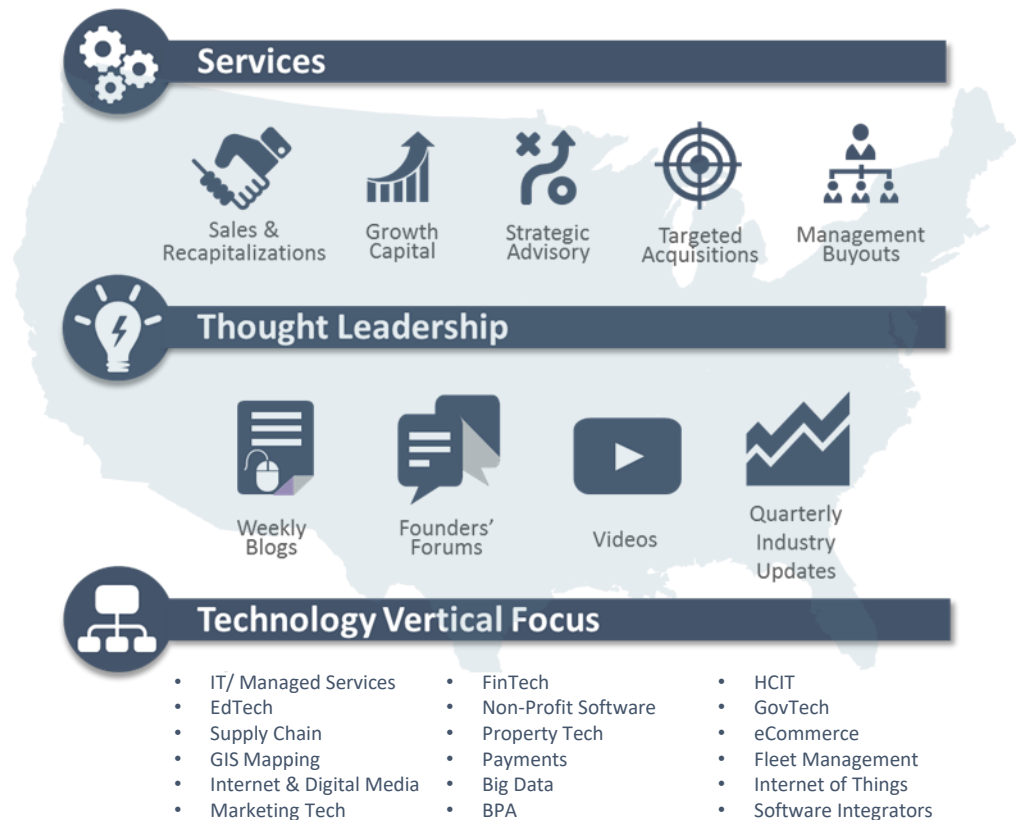 Services
Sales &
Recapitalizations
Growth
Capital
Strategic
Advisory
Targeted
Acquisitions
Management
Buyouts
Thought Leadership
Weekly
Blogs
Founders’
Forums
Videos
Quarterly
Industry
Updates
Technology Vertical Focus
• IT/ Managed Services
• EdTech
• Supply Chain
• GIS Mapping
• Internet & Digital Media
• Marketing Tech
• FinTech
• Non-Profit Software
• Property Tech
• Payments
• Big Data
• BPA
• HCIT
• GovTech
• eCommerce
• Fleet Management
• Internet of Things
• Software Integrators